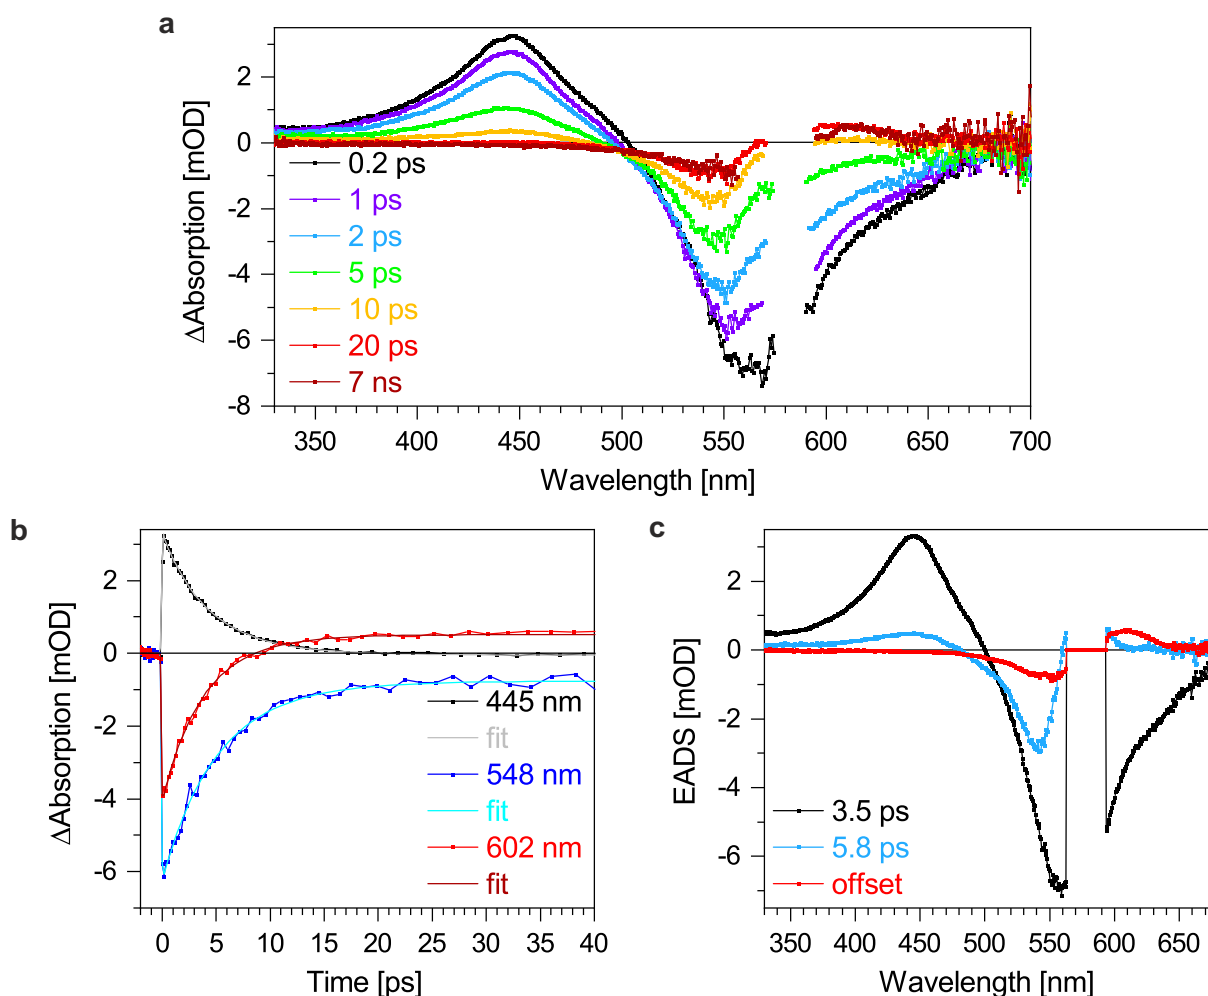 a
ΔAbsorption [mOD]
2
0
-2
-4
-6
-8
0.2 ps
1 ps
2 ps
5 ps
10 ps
20 ps
7 ns
350 400 450 500 550 600 650 700
Wavelength [nm]
b
ΔAbsorption [mOD]
2
0
-2
-4
-6
445 nm
fit
548 nm
fit
602 nm
fit
0 5 10 15 20 25 30 35 40
Time [ps]
c
EADS [mOD]
2
0
-2
-4
-6
3.5 ps
5.8 ps
offset
350 400 450 500 550 600 650
Wavelength [nm]